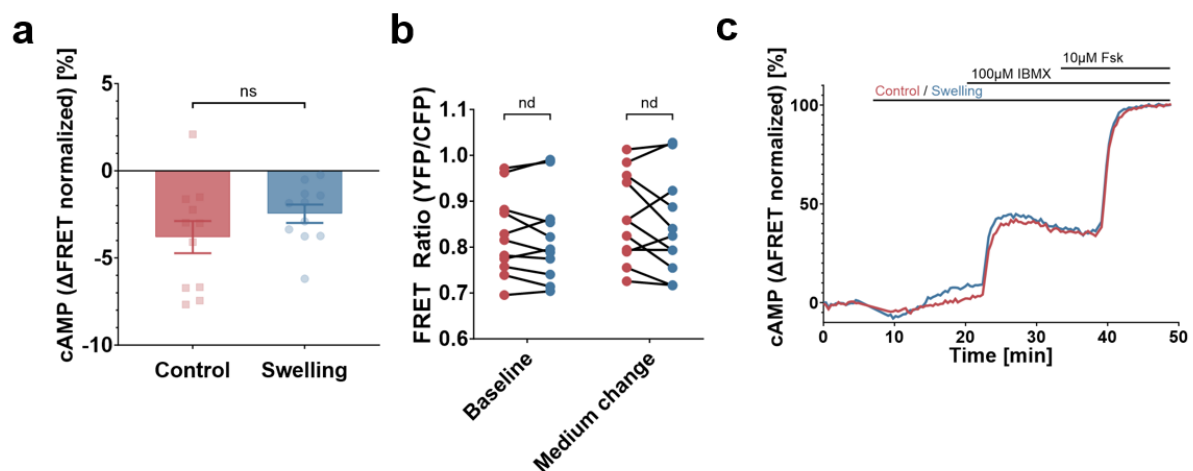 a
cAMP (ΔFRET normalized) [%]
5
0
-5
-10
ns
Control
Swelling
b
FRET Ratio (YFP/CFP)
1.1
1.0
0.9
0.8
0.7
0.6
nd
nd
Baseline
Medium change
c
cAMP (ΔFRET normalized) [%]
10µM Fsk
100µM IBMX
Control / Swelling
100
50
0
0 10 20 30 40 50
Time [min]